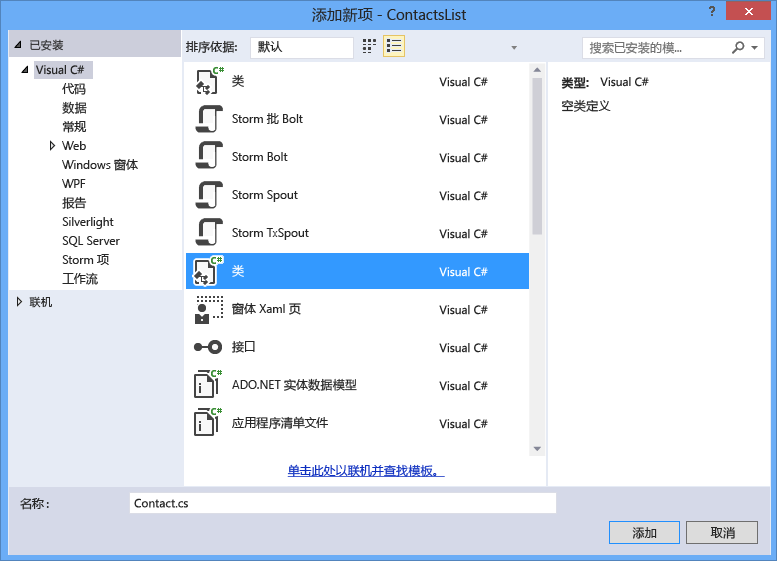 添加新项 - ContactsList
?
已安装
排序依据:
默认
搜索已安装的模...
Visual C#
代码
数据
常规
Web
Windows 窗体
WPF
报告
Silverlight
SQL Server
Storm 项
工作流
联机
C# 类 Visual C#
Storm 批 Bolt Visual C#
Storm Bolt Visual C#
Storm Spout Visual C#
Storm TxSpout Visual C#
C# 类 Visual C#
窗体 Xaml 页 Visual C#
接口 Visual C#
C# ADO.NET 实体数据模型 Visual C#
C# 应用程序清单文件 Visual C#
单击此处以联机并查找模板。
类型: Visual C#
空类定义
名称:
Contact.cs
添加
取消